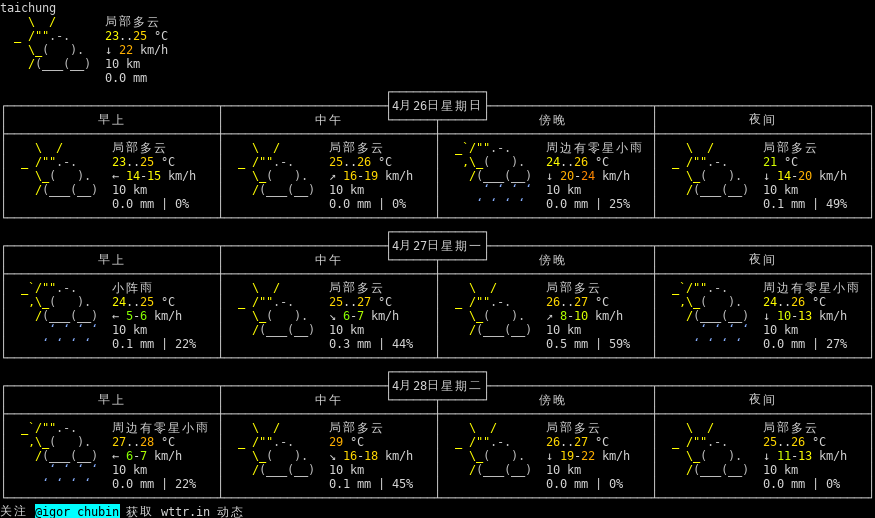 taichung
局部多云
23..25 °C
↓ 22 km/h
10 km
0.0 mm
4月26日星期日
早上 中午 傍晚 夜间
局部多云 局部多云 周边有零星小雨 局部多云
23..25 °C 25..26 °C 24..26 °C 21 °C
← 14-15 km/h ↗ 16-19 km/h ↓ 20-24 km/h ↓ 14-20 km/h
10 km 10 km 10 km 10 km
0.0 mm | 0% 0.0 mm | 0% 0.0 mm | 25% 0.1 mm | 49%
4月27日星期一
早上 中午 傍晚 夜间
小阵雨 局部多云 局部多云 周边有零星小雨
24..25 °C 25..27 °C 26..27 °C 24..26 °C
← 5-6 km/h ↘ 6-7 km/h ↗ 8-10 km/h ↓ 10-13 km/h
10 km 10 km 10 km 10 km
0.1 mm | 22% 0.3 mm | 44% 0.5 mm | 59% 0.0 mm | 27%
4月28日星期二
早上 中午 傍晚 夜间
周边有零星小雨 局部多云 局部多云 局部多云
27..28 °C 29 °C 26..27 °C 25..26 °C
← 6-7 km/h ↘ 16-18 km/h ↓ 19-22 km/h ↓ 11-13 km/h
10 km 10 km 10 km 10 km
0.0 mm | 22% 0.1 mm | 45% 0.0 mm | 0% 0.0 mm | 0%
关注 @igor_chubin 获取 wttr.in 动态